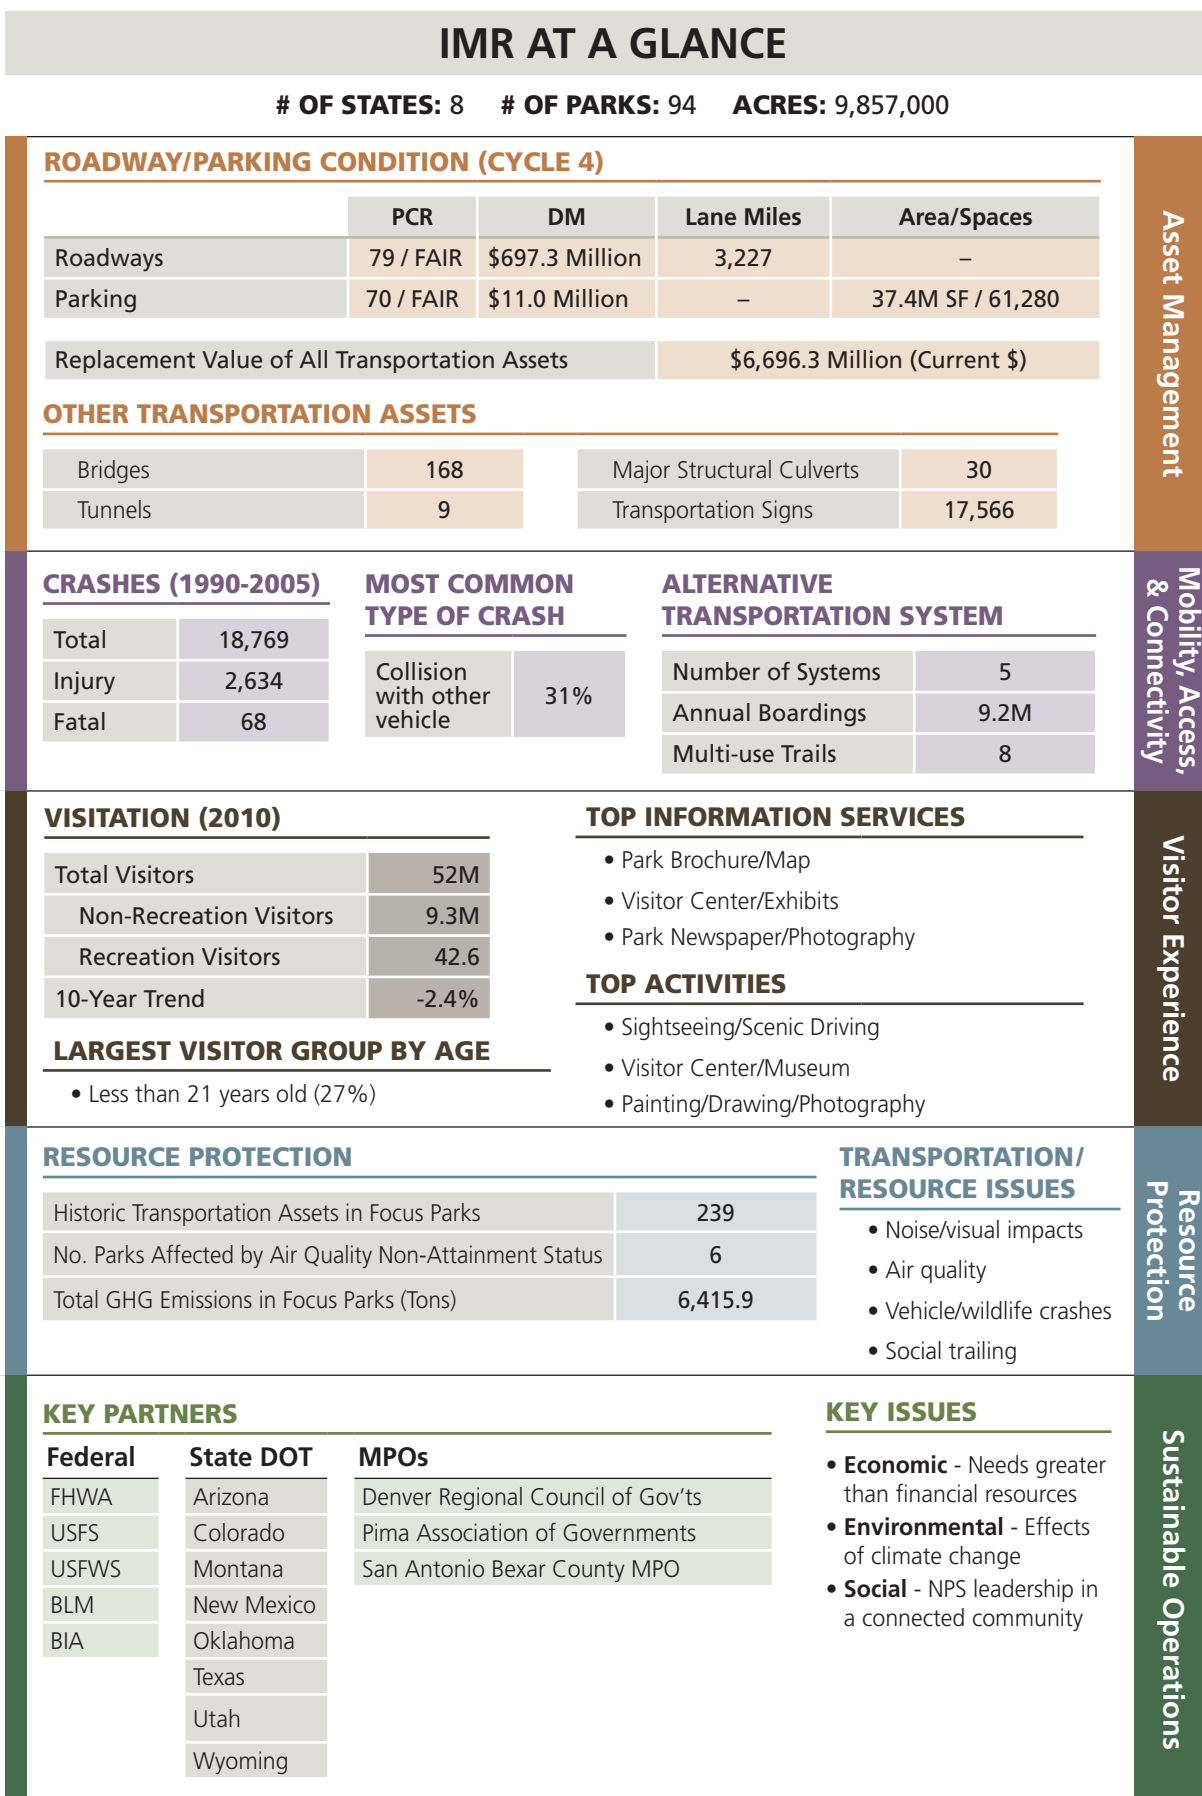 IMR AT A GLANCE
# OF STATES: 8 # OF PARKS: 94 ACRES: 9,857,000
ROADWAY/PARKING CONDITION (CYCLE 4)
PCR DM Lane Miles Area/Spaces
Roadways 79 / FAIR $697.3 Million 3,227 –
Parking 70 / FAIR $11.0 Million – 37.4M SF / 61,280
Replacement Value of All Transportation Assets $6,696.3 Million (Current $)
OTHER TRANSPORTATION ASSETS
Bridges 168
Tunnels 9
Major Structural Culverts 30
Transportation Signs 17,566
Asset Management
CRASHES (1990-2005)
Total 18,769
Injury 2,634
Fatal 68
MOST COMMON
TYPE OF CRASH
Collision
with other
vehicle
31%
ALTERNATIVE
TRANSPORTATION SYSTEM
Number of Systems 5
Annual Boardings 9.2M
Multi-use Trails 8
Mobility, Access,
& Connectivity
VISITATION (2010)
Total Visitors 52M
Non-Recreation Visitors 9.3M
Recreation Visitors 42.6
10-Year Trend -2.4%
LARGEST VISITOR GROUP BY AGE
• Less than 21 years old (27%)
TOP INFORMATION SERVICES
• Park Brochure/Map
• Visitor Center/Exhibits
• Park Newspaper/Photography
TOP ACTIVITIES
• Sightseeing/Scenic Driving
• Visitor Center/Museum
• Painting/Drawing/Photography
Visitor Experience
RESOURCE PROTECTION
Historic Transportation Assets in Focus Parks 239
No. Parks Affected by Air Quality Non-Attainment Status 6
Total GHG Emissions in Focus Parks (Tons) 6,415.9
TRANSPORTATION/
RESOURCE ISSUES
• Noise/visual impacts
• Air quality
• Vehicle/wildlife crashes
• Social trailing
Resource
Protection
KEY PARTNERS
Federal
FHWA
USFS
USFWS
BLM
BIA
State DOT
Arizona
Colorado
Montana
New Mexico
Oklahoma
Texas
Utah
Wyoming
MPOs
Denver Regional Council of Gov'ts
Pima Association of Governments
San Antonio Bexar County MPO
KEY ISSUES
• Economic - Needs greater
than financial resources
• Environmental - Effects
of climate change
• Social - NPS leadership in
a connected community
Sustainable Operations